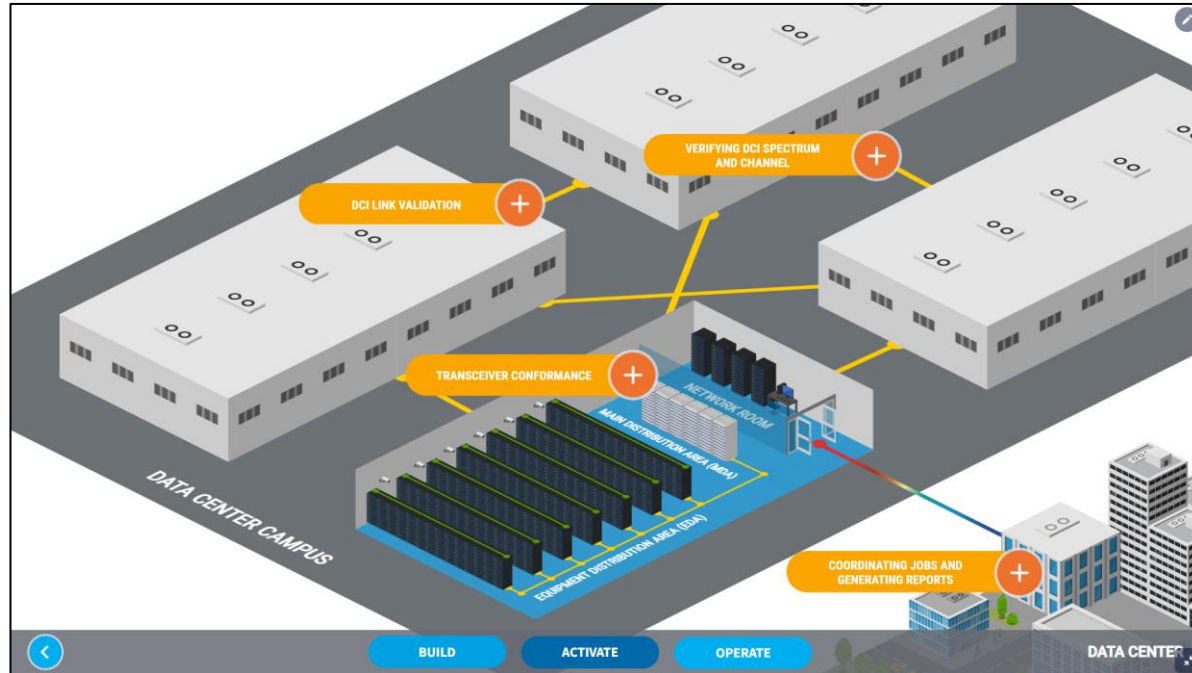 VERIFYING DCI SPECTRUM
AND CHANNEL
DCI LINK VALIDATION
TRANSCEIVER CONFORMANCE
NETWORK ROOM
MAIN DISTRIBUTION AREA (MDA)
EQUIPMENT DISTRIBUTION AREA (EDA)
DATA CENTER CAMPUS
COORDINATING JOBS AND
GENERATING REPORTS
BUILD
ACTIVATE
OPERATE
DATA CENTER